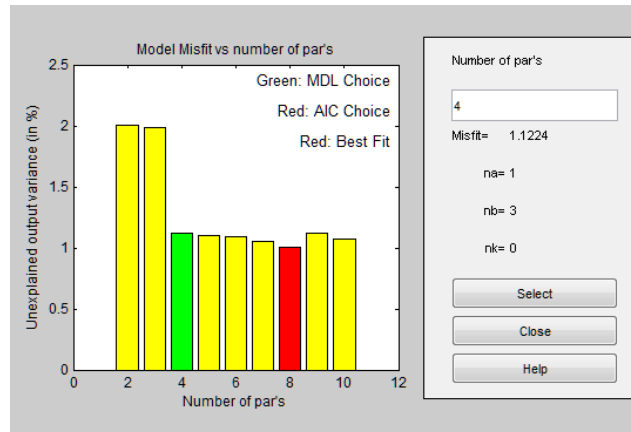 Model Misfit vs number of par's
Green: MDL Choice
Red: AIC Choice
Red: Best Fit
Unexplained output variance (in %)
2.5
2
1.5
1
0.5
0
0 2 4 6 8 10 12
Number of par's
Number of par's
4
Misfit= 1.1224
na= 1
nb= 3
nk= 0
Select
Close
Help